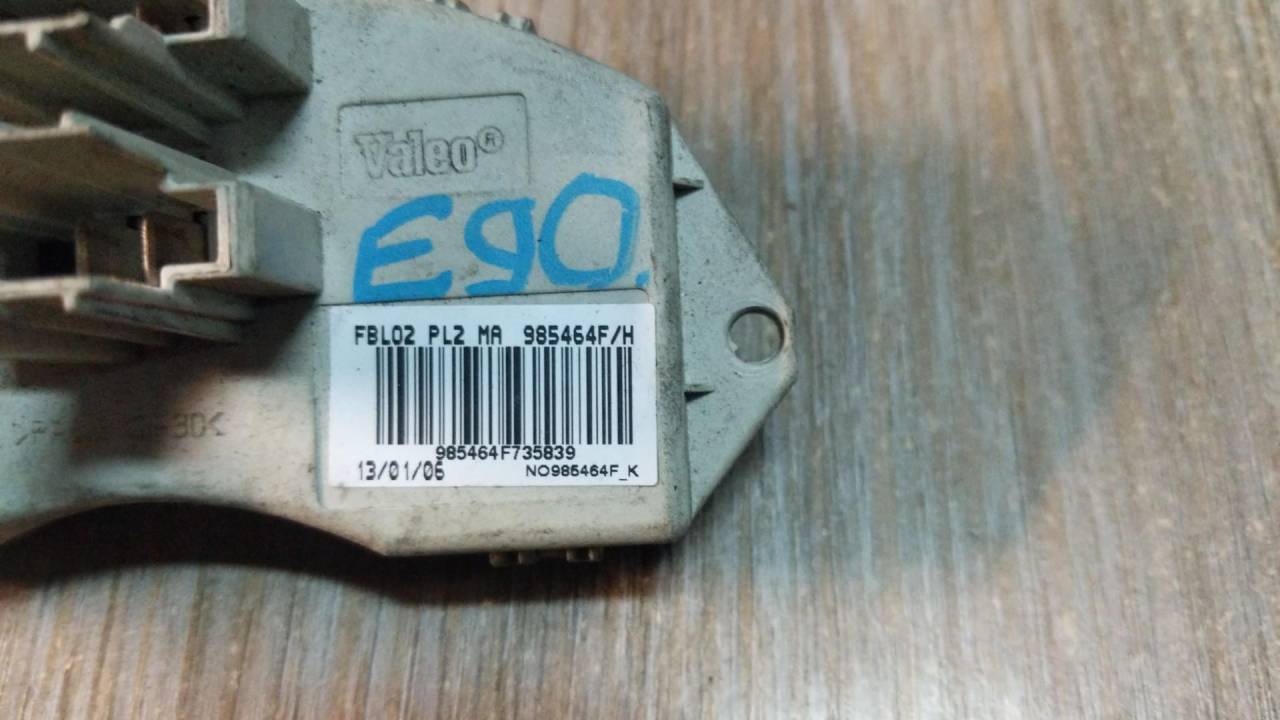 Valeo®
E90
FBL02 PL2 MA 985464F/H
985464F735839
13/01/06 NO985464F_K